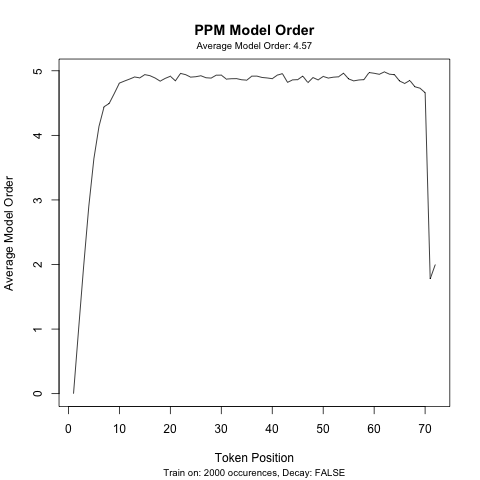 PPM Model Order
Average Model Order: 4.57
Average Model Order
5
4
3
2
1
0
0 10 20 30 40 50 60 70
Token Position
Train on: 2000 occurences, Decay: FALSE